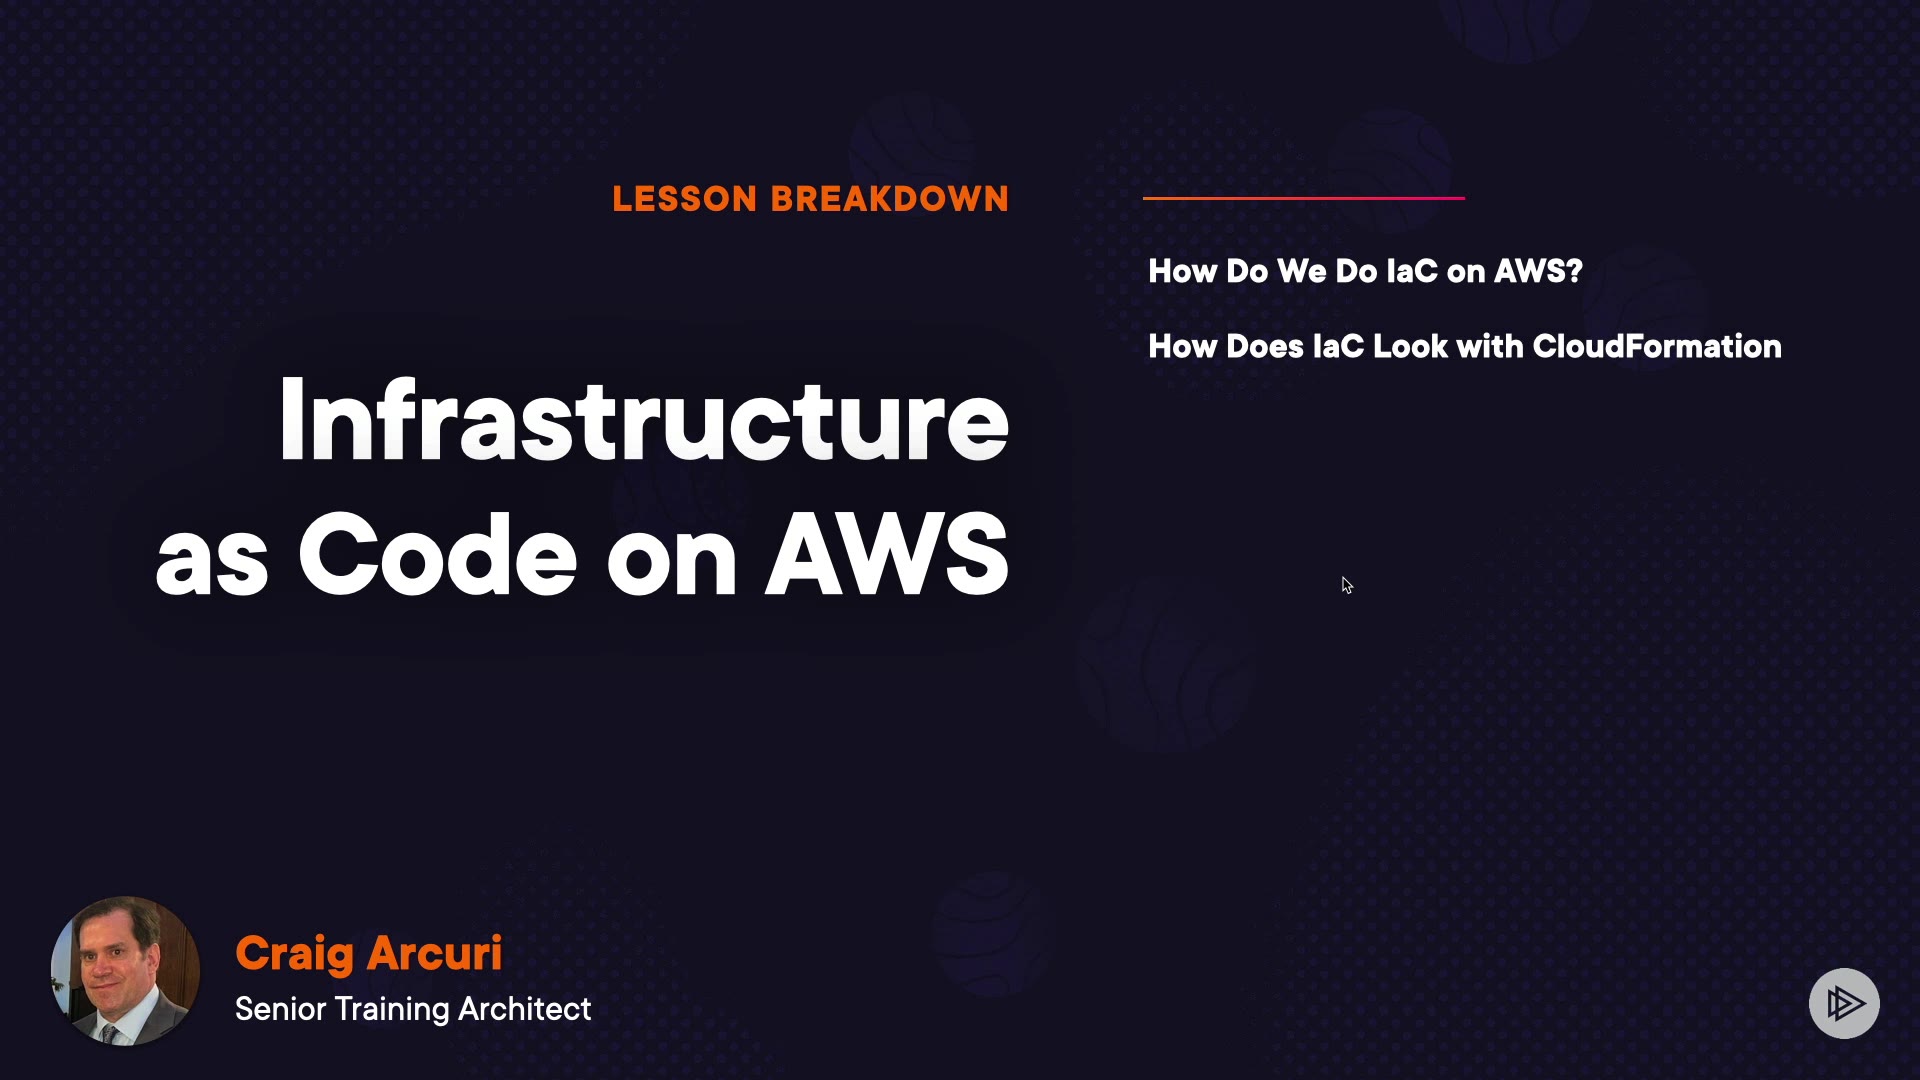 LESSON BREAKDOWN
Infrastructure
as Code on AWS
How Do We Do IaC on AWS?
How Does IaC Look with CloudFormation
Craig Arcuri
Senior Training Architect